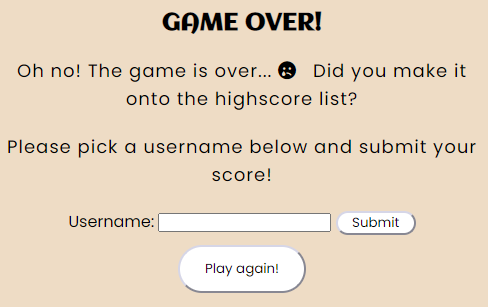 GAME OVER!
Oh no! The game is over... Did you make it
onto the highscore list?
Please pick a username below and submit your
score!
Username: Submit
Play again!